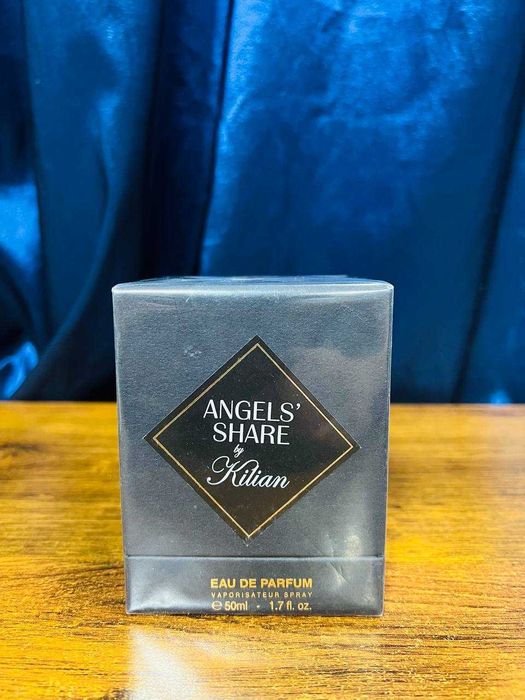 ANGELS'
SHARE
by
Kilian
EAU DE PARFUM
VAPORISATEUR SPRAY
℮ 50ml - 1.7 fl. oz.